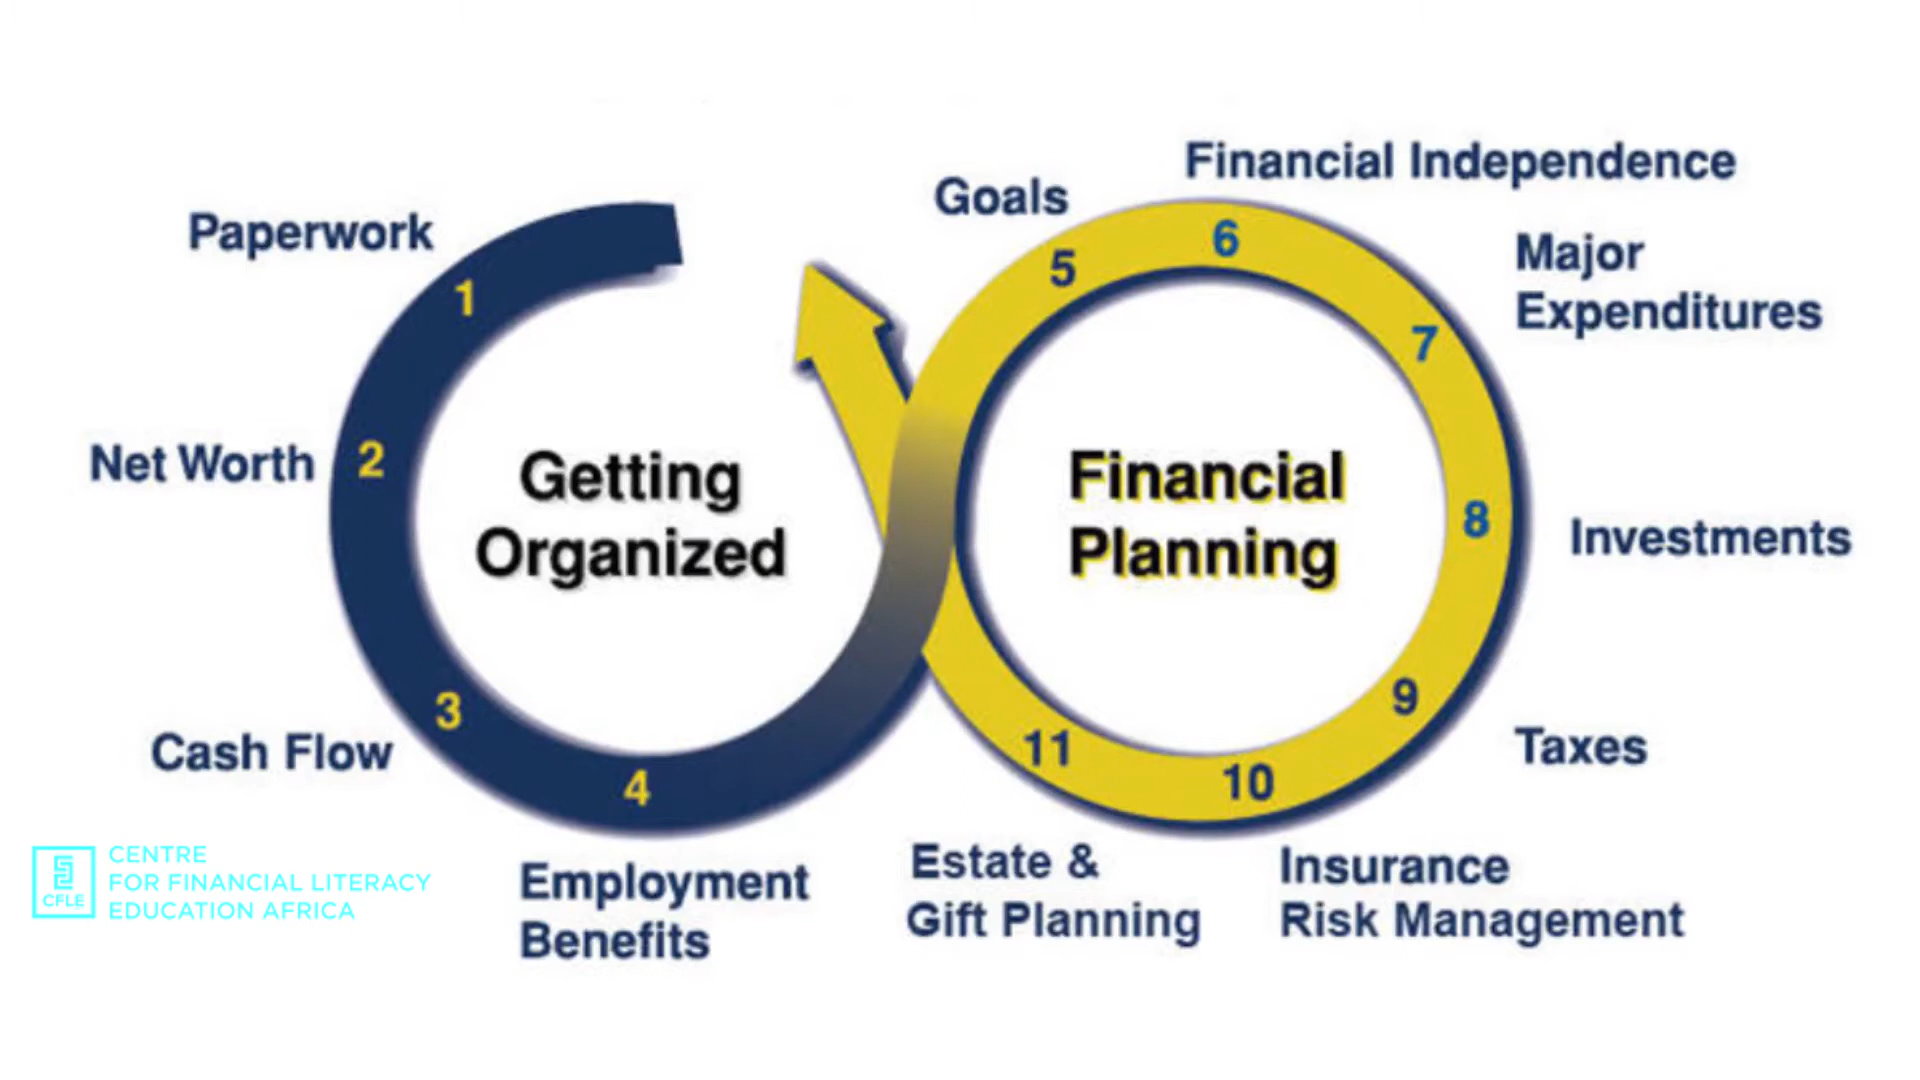 Paperwork
1
Net Worth
2
Cash Flow
3
4
Employment
Benefits
Getting
Organized
Goals
5
Financial Independence
6
Major
Expenditures
7
Investments
8
Taxes
9
Insurance
Risk Management
10
Estate &
Gift Planning
11
Financial
Planning
CFLE
CENTRE
FOR FINANCIAL LITERACY
EDUCATION AFRICA